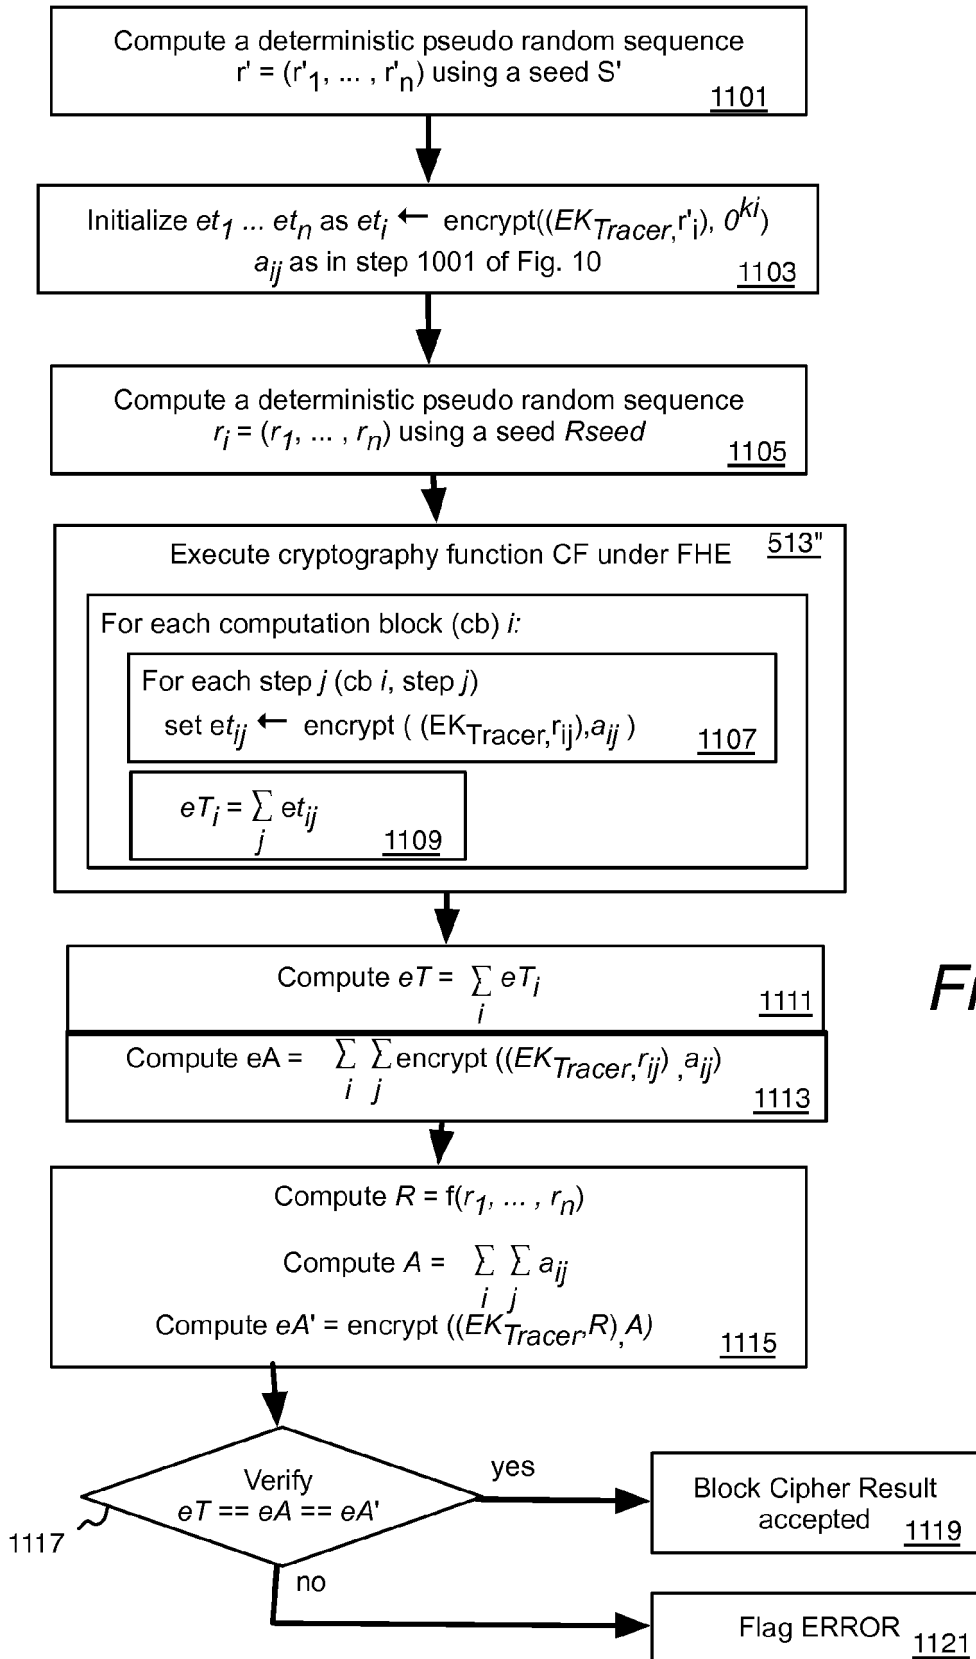 Compute a deterministic pseudo random sequence
r' = (r'1, ... , r'n) using a seed S'
1101
Initialize et1 ... etn as eti ← encrypt((EKTracer,r'i), 0ki)
aij as in step 1001 of Fig. 10
1103
Compute a deterministic pseudo random sequence
ri = (r1, ... , rn) using a seed Rseed
1105
513"
Execute cryptography function CF under FHE
For each computation block (cb) i:
For each step j (cb i, step j)
set etij ← encrypt ( (EKTracer,rij),aij )
1107
eTi = ∑ etij
j
1109
Compute eT = ∑ eTi
i
1111
Compute eA = ∑ ∑ encrypt ((EKTracer,rij) ,aij)
i j
1113
Compute R = f(r1, ... , rn)
Compute A = ∑ ∑ aij
i j
Compute eA' = encrypt ((EKTracer,R),A)
1115
Verify
eT == eA == eA'
1117
yes
Block Cipher Result
accepted
1119
no
Flag ERROR
1121